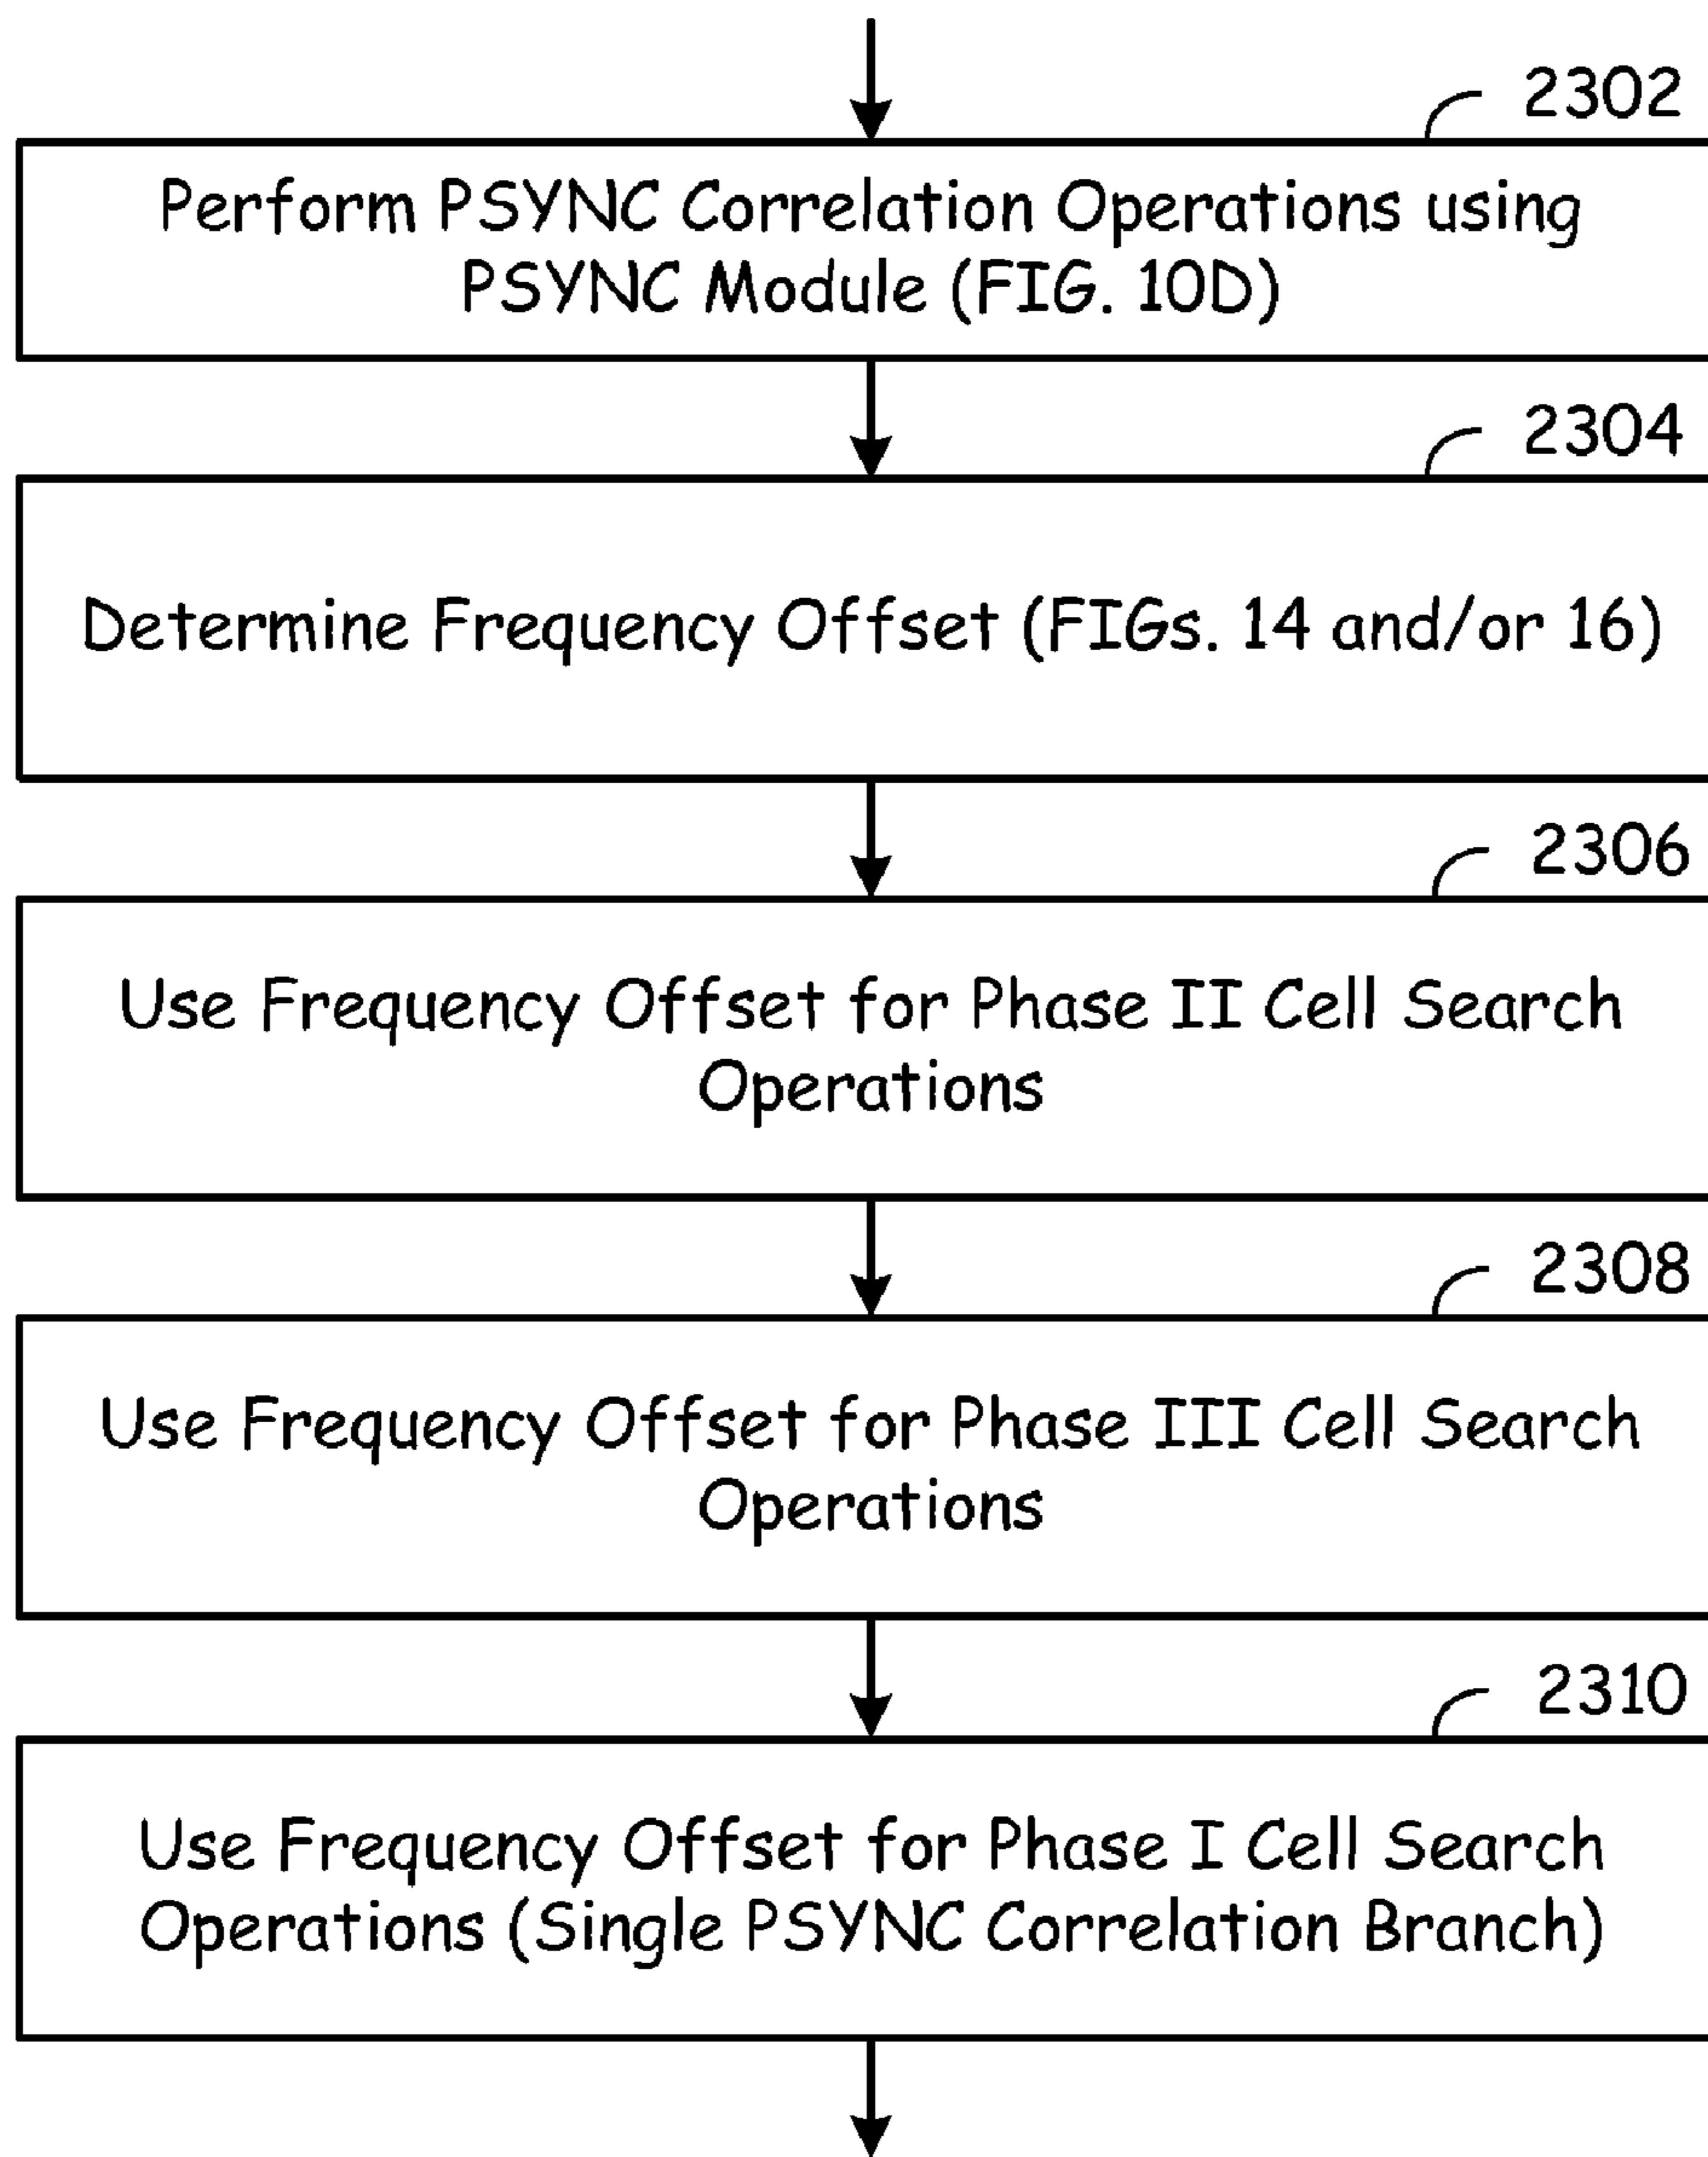 2302
Perform PSYNC Correlation Operations using
PSYNC Module (FIG. 10D)
2304
Determine Frequency Offset (FIGs. 14 and/or 16)
2306
Use Frequency Offset for Phase II Cell Search
Operations
2308
Use Frequency Offset for Phase III Cell Search
Operations
2310
Use Frequency Offset for Phase I Cell Search
Operations (Single PSYNC Correlation Branch)